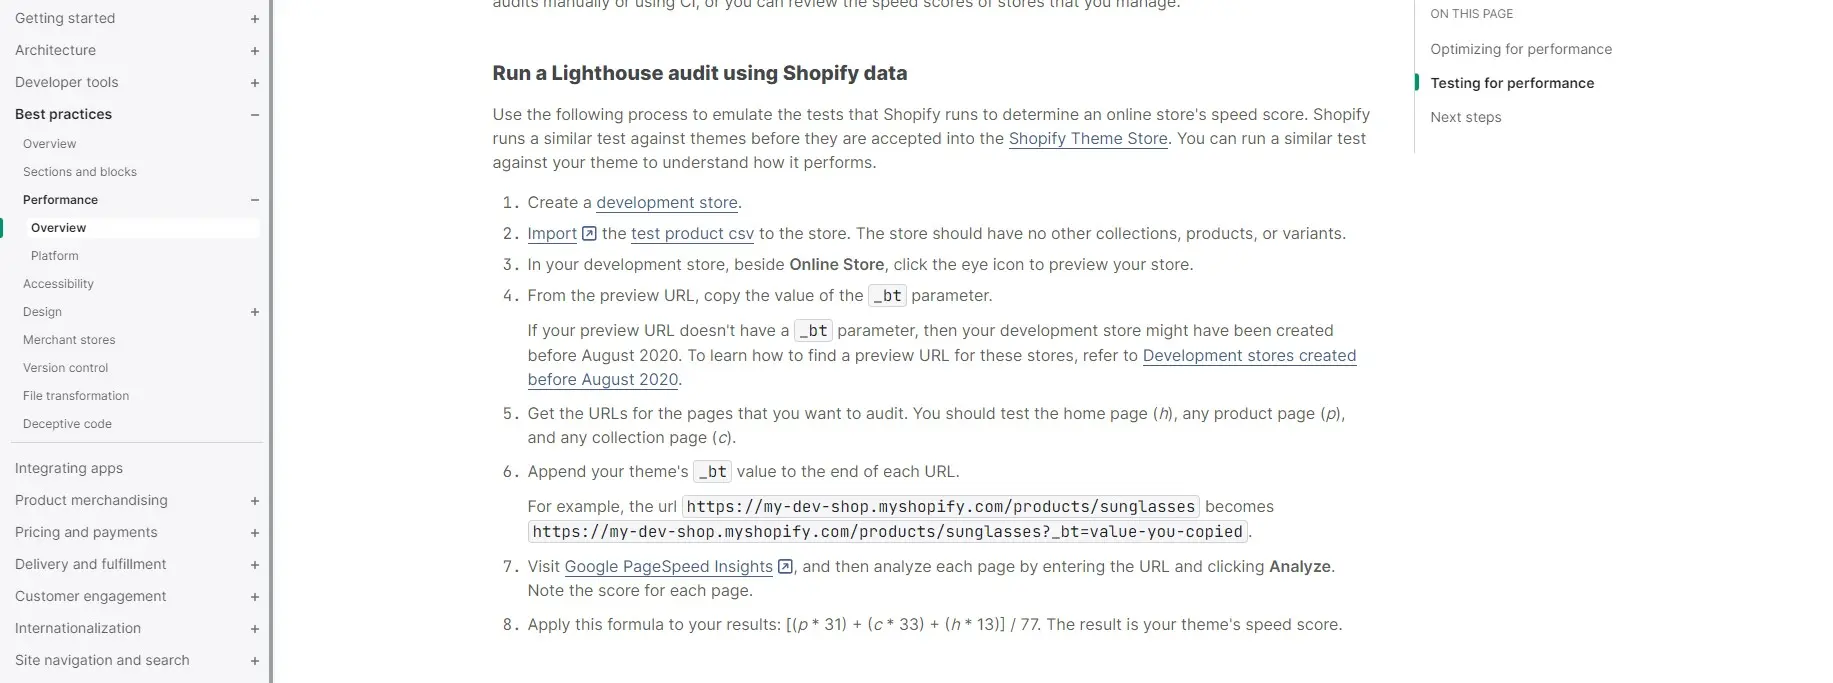 Getting started +
Architecture +
Developer tools +
Best practices −
Overview
Sections and blocks
Performance −
Overview
Platform
Accessibility
Design +
Merchant stores
Version control
File transformation
Deceptive code
Integrating apps
Product merchandising +
Pricing and payments +
Delivery and fulfillment +
Customer engagement +
Internationalization +
Site navigation and search +
audits manually or using CI, or you can review the speed scores of stores that you manage.
Run a Lighthouse audit using Shopify data
Use the following process to emulate the tests that Shopify runs to determine an online store's speed score. Shopify
runs a similar test against themes before they are accepted into the Shopify Theme Store. You can run a similar test
against your theme to understand how it performs.
1. Create a development store.
2. Import the test product csv to the store. The store should have no other collections, products, or variants.
3. In your development store, beside Online Store, click the eye icon to preview your store.
4. From the preview URL, copy the value of the _bt parameter.
If your preview URL doesn't have a _bt parameter, then your development store might have been created
before August 2020. To learn how to find a preview URL for these stores, refer to Development stores created
before August 2020.
5. Get the URLs for the pages that you want to audit. You should test the home page (h), any product page (p),
and any collection page (c).
6. Append your theme's _bt value to the end of each URL.
For example, the url https://my-dev-shop.myshopify.com/products/sunglasses becomes
https://my-dev-shop.myshopify.com/products/sunglasses?_bt=value-you-copied.
7. Visit Google PageSpeed Insights, and then analyze each page by entering the URL and clicking Analyze.
Note the score for each page.
8. Apply this formula to your results: [(p * 31) + (c * 33) + (h * 13)] / 77. The result is your theme's speed score.
ON THIS PAGE
Optimizing for performance
Testing for performance
Next steps